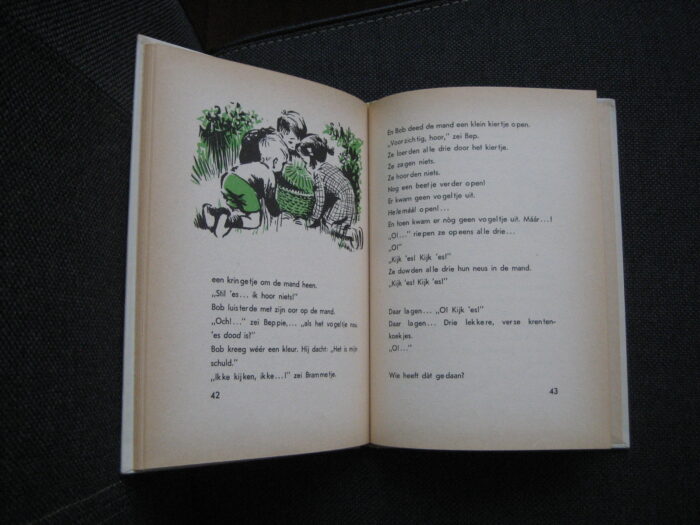 een kringetje om de mand heen.
„Stil 'es... ik hoor niets!”
Bob luisterde met zijn oor op de mand.
„Och!...” zei Beppie,... „als het vogeltje nou
'es dood is?”
Bob kreeg wéér een kleur. Hij dacht: „Het is mijn
schuld.”
„Ikke kijken, ikke...!” zei Brammetje.
42
En Bob deed de mand een klein kiertje open.
„Voorzichtig, hoor,” zei Bep.
Ze loerden alle drie door het kiertje.
Ze zagen niets.
Ze hoorden niets.
Nog een beetje verder open!
Er kwam geen vogeltje uit.
Helemáál open!...
En toen kwam er nòg geen vogeltje uit. Máár...!
„O!...” riepen ze opeens alle drie...
„O!”
„Kijk 'es! Kijk 'es!”
Ze duwden alle drie hun neus in de mand.
„Kijk 'es! Kijk 'es!”
Daar lagen... „O! Kijk 'es!”
Daar lagen... Drie lekkere, verse krenten-
koekjes.
„O!...”
Wie heeft dàt gedaan?
43